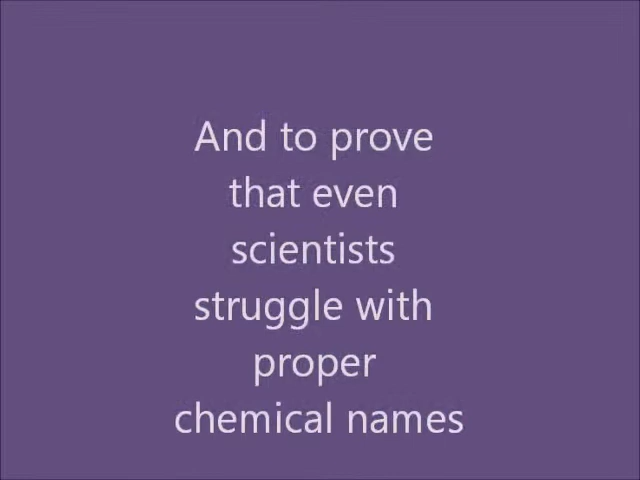 And to prove
that even
scientists
struggle with
proper
chemical names